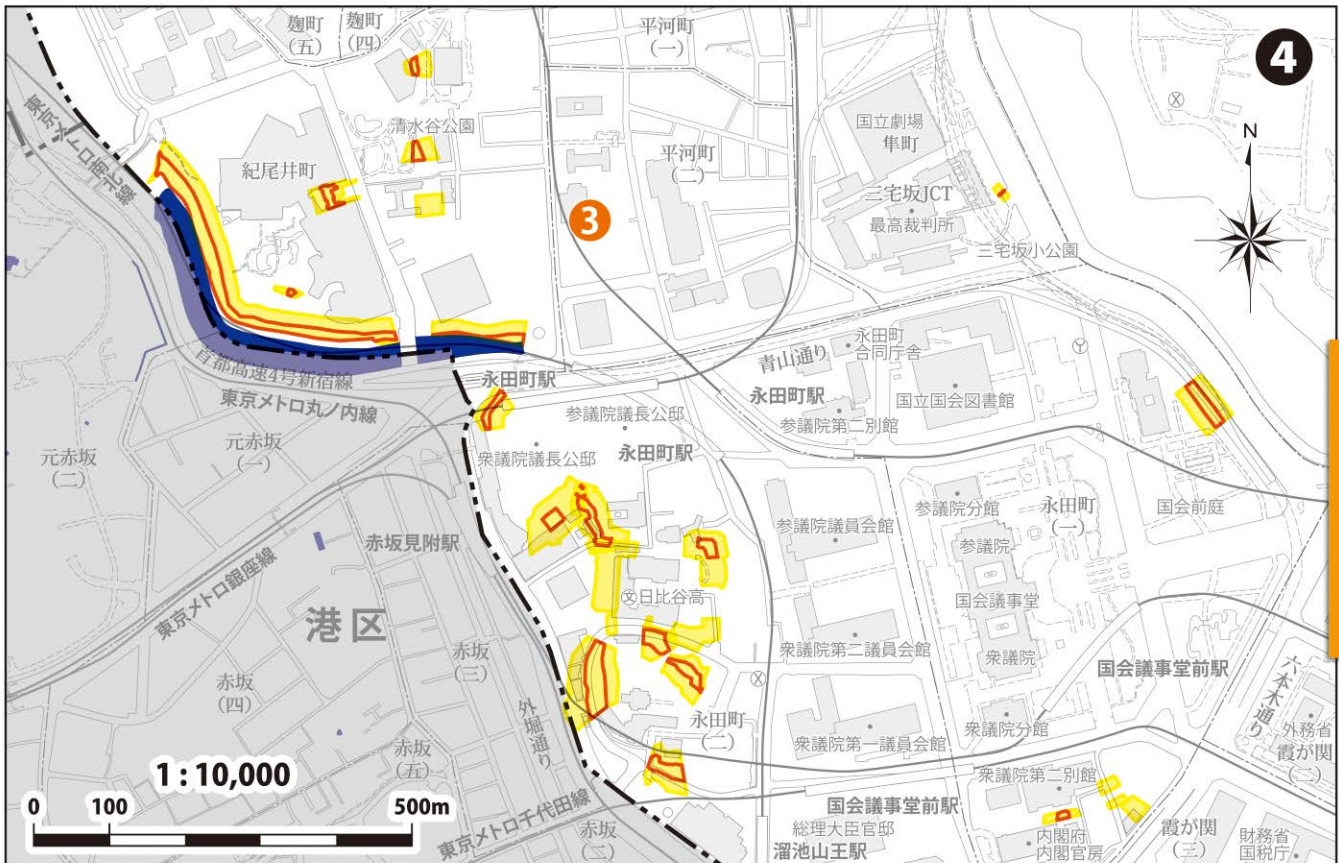 4
麹町
(五)
麹町
(四)
平河町
(一)
東京メトロ南北線
清水谷公園
国立劇場
隼町
N
紀尾井町
平河町
(二)
三宅坂JCT
3
最高裁判所
三宅坂小公園
首都高速4号新宿線
永田町駅
青山通り
永田町
合同庁舎
東京メトロ丸ノ内線
永田町駅
国立国会図書館
参議院議長公邸
参議院第二別館
元赤坂
(一)
元赤坂
(二)
衆議院議長公邸
永田町駅
参議院分館
永田町
(一)
国会前庭
参議院議員会館
参議院
赤坂見附駅
東京メトロ銀座線
文
日比谷高
国会議事堂
港区
衆議院第二議員会館
衆議院
赤坂
(三)
国会議事堂前駅
六本木通り
赤坂
(四)
外堀通り
永田町
(二)
衆議院分館
外務省
霞が関
(二)
赤坂
(五)
衆議院第一議員会館
1:10,000
衆議院第二別館
0 100 500m
国会議事堂前駅
東京メトロ千代田線
赤坂
(二)
総理大臣官邸
溜池山王駅
内閣府
内閣官房
霞が関
(三)
財務省
国税庁